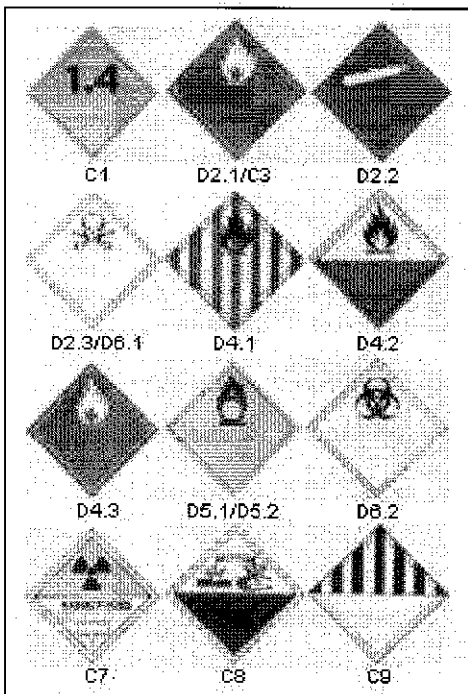 1.4
C1 D2.1/C3 D2.2
D2.3/D6.1 D4.1 D4.2
D4.3 D5.1/D5.2 D6.2
C7 C8 C9